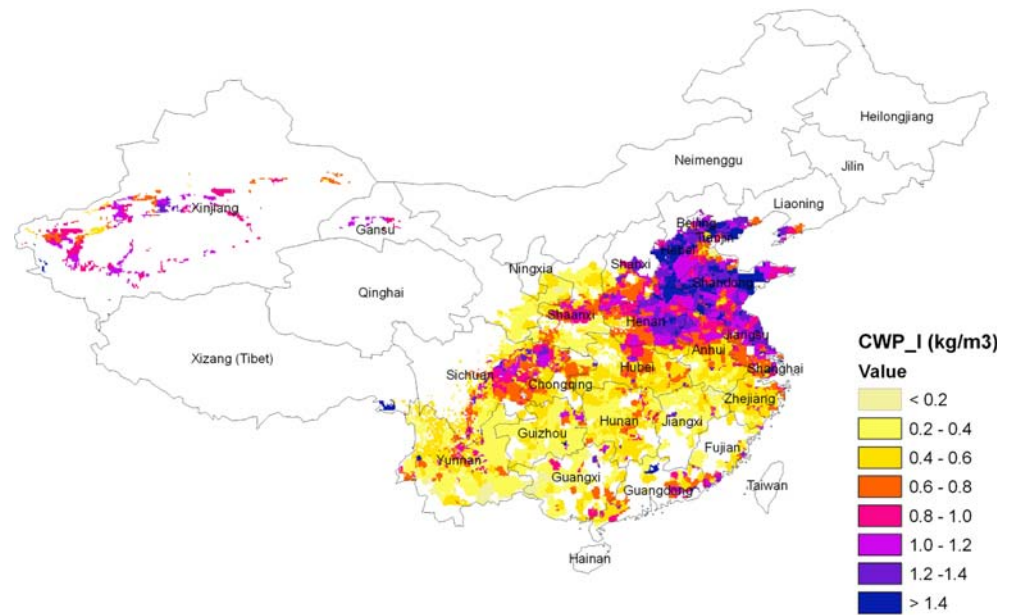 Heilongjiang
Jilin
Neimenggu
Liaoning
Xinjiang
Beijing
Tianjin
Gansu
Hebei
Shanxi
Ningxia
Shandong
Qinghai
Shaanxi
Henan
Jiangsu
Xizang (Tibet)
Anhui
Sichuan
Hubei
Shanghai
Chongqing
Zhejiang
Hunan
Jiangxi
Guizhou
Fujian
Yunnan
Guangxi
Guangdong
Taiwan
Hainan
CWP_I (kg/m3)
Value
< 0.2
0.2 - 0.4
0.4 - 0.6
0.6 - 0.8
0.8 - 1.0
1.0 - 1.2
1.2 -1.4
> 1.4